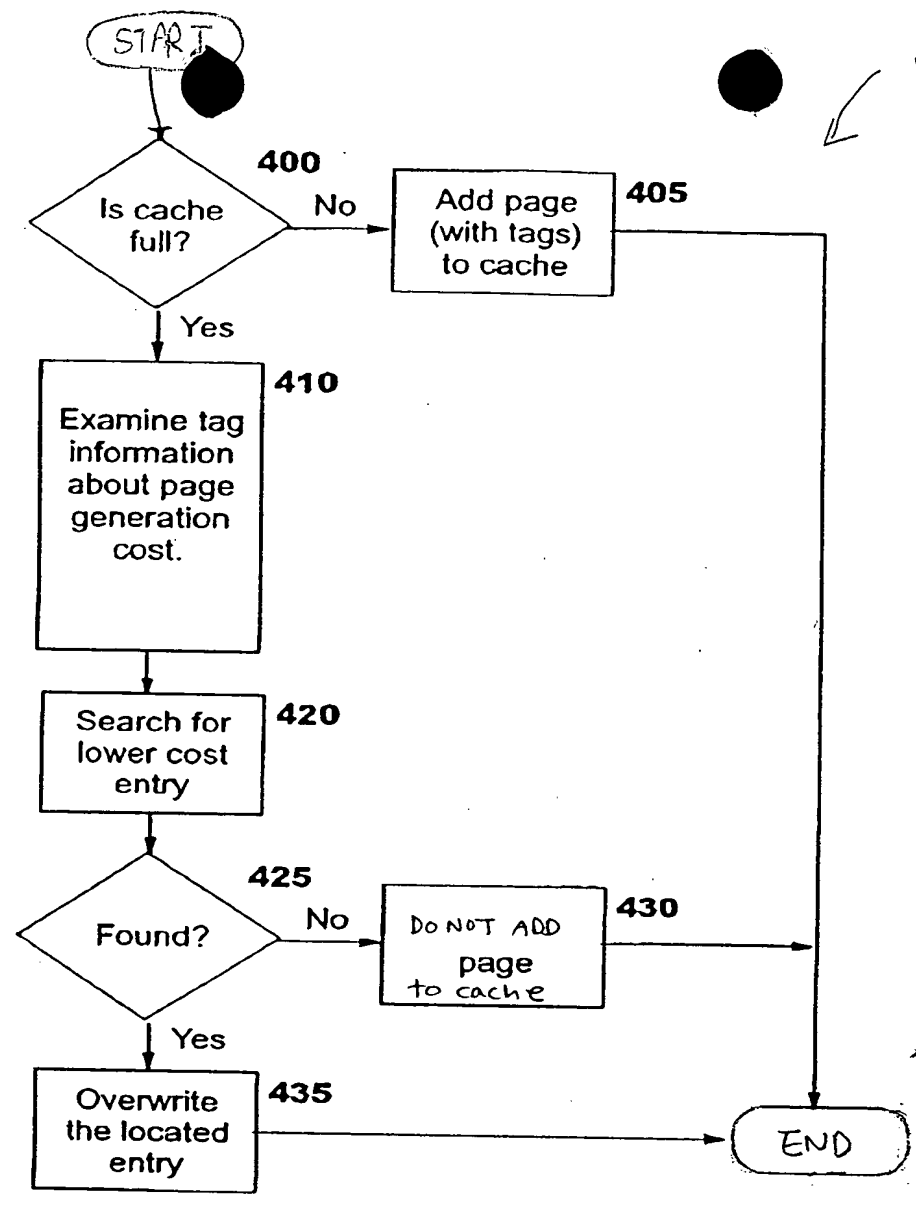 START
400
Is cache
full?
No
Add page
(with tags)
to cache
405
Yes
410
Examine tag
information
about page
generation
cost.
Search for
lower cost
entry
420
425
Found?
No
DO NOT ADD
page
to cache
430
Yes
Overwrite
the located
entry
435
END